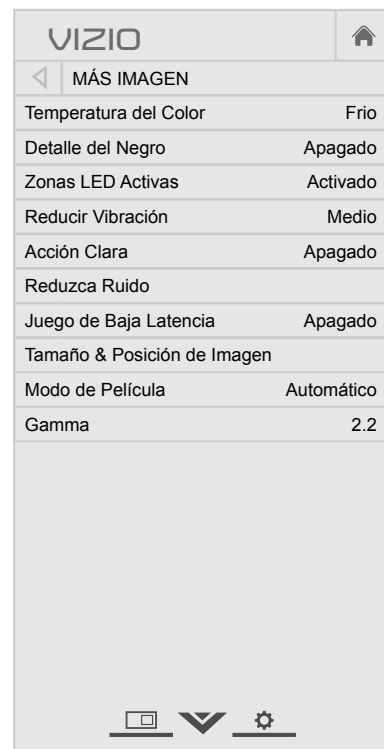 VIZIO
MÁS IMAGEN
Temperatura del Color Frio
Detalle del Negro Apagado
Zonas LED Activas Activado
Reducir Vibración Medio
Acción Clara Apagado
Reduzca Ruido
Juego de Baja Latencia Apagado
Tamaño & Posición de Imagen
Modo de Película Automático
Gamma 2.2